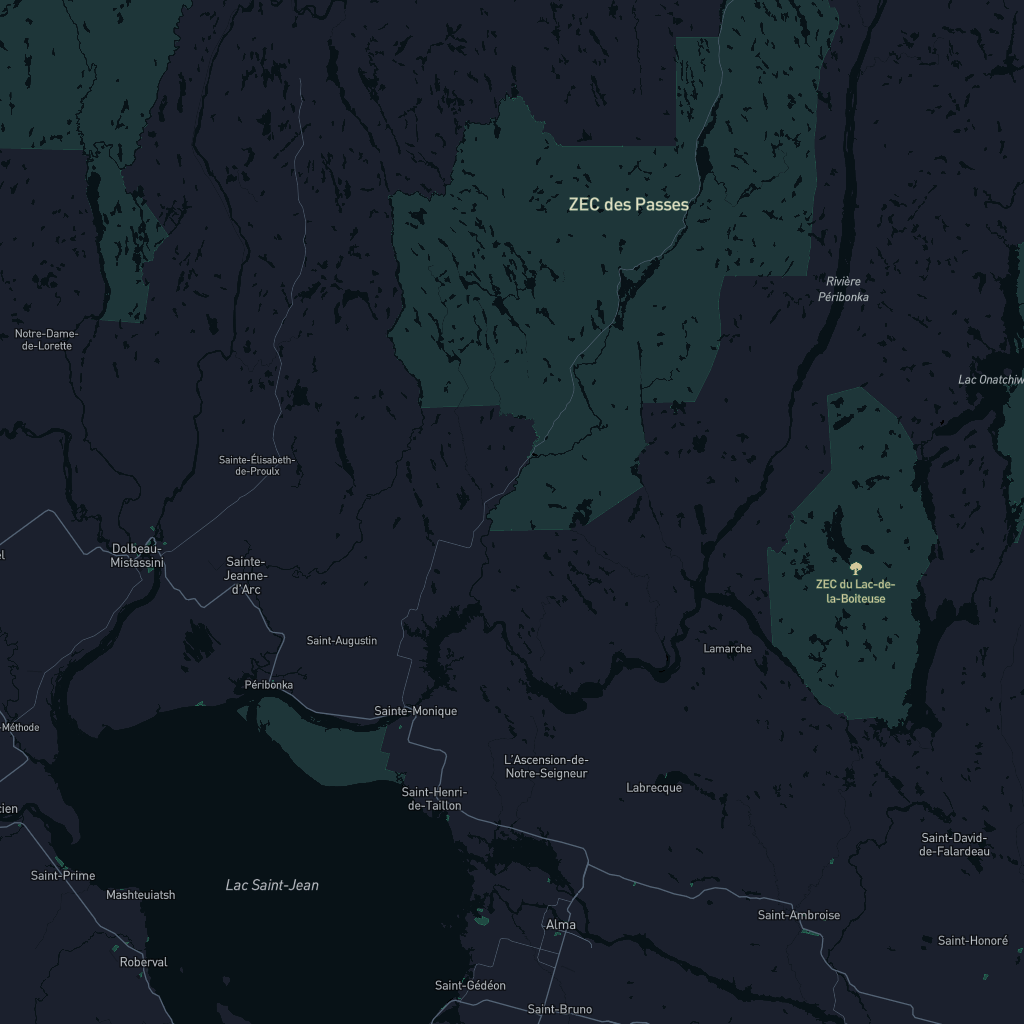 ZEC des Passes
Rivière
Péribonka
Notre-Dame-
de-Lorette
Lac Onatchiw
Sainte-Élisabeth-
de-Proulx
Dolbeau-
Mistassini
el
Sainte-
Jeanne-
d'Arc
ZEC du Lac-de-
la-Boiteuse
Saint-Augustin
Lamarche
Péribonka
Sainte-Monique
-Méthode
L'Ascension-de-
Notre-Seigneur
Labrecque
Saint-Henri-
de-Taillon
cien
Saint-David-
de-Falardeau
Saint-Prime
Lac Saint-Jean
Mashteuiatsh
Saint-Ambroise
Alma
Saint-Honoré
Roberval
Saint-Gédéon
Saint-Bruno